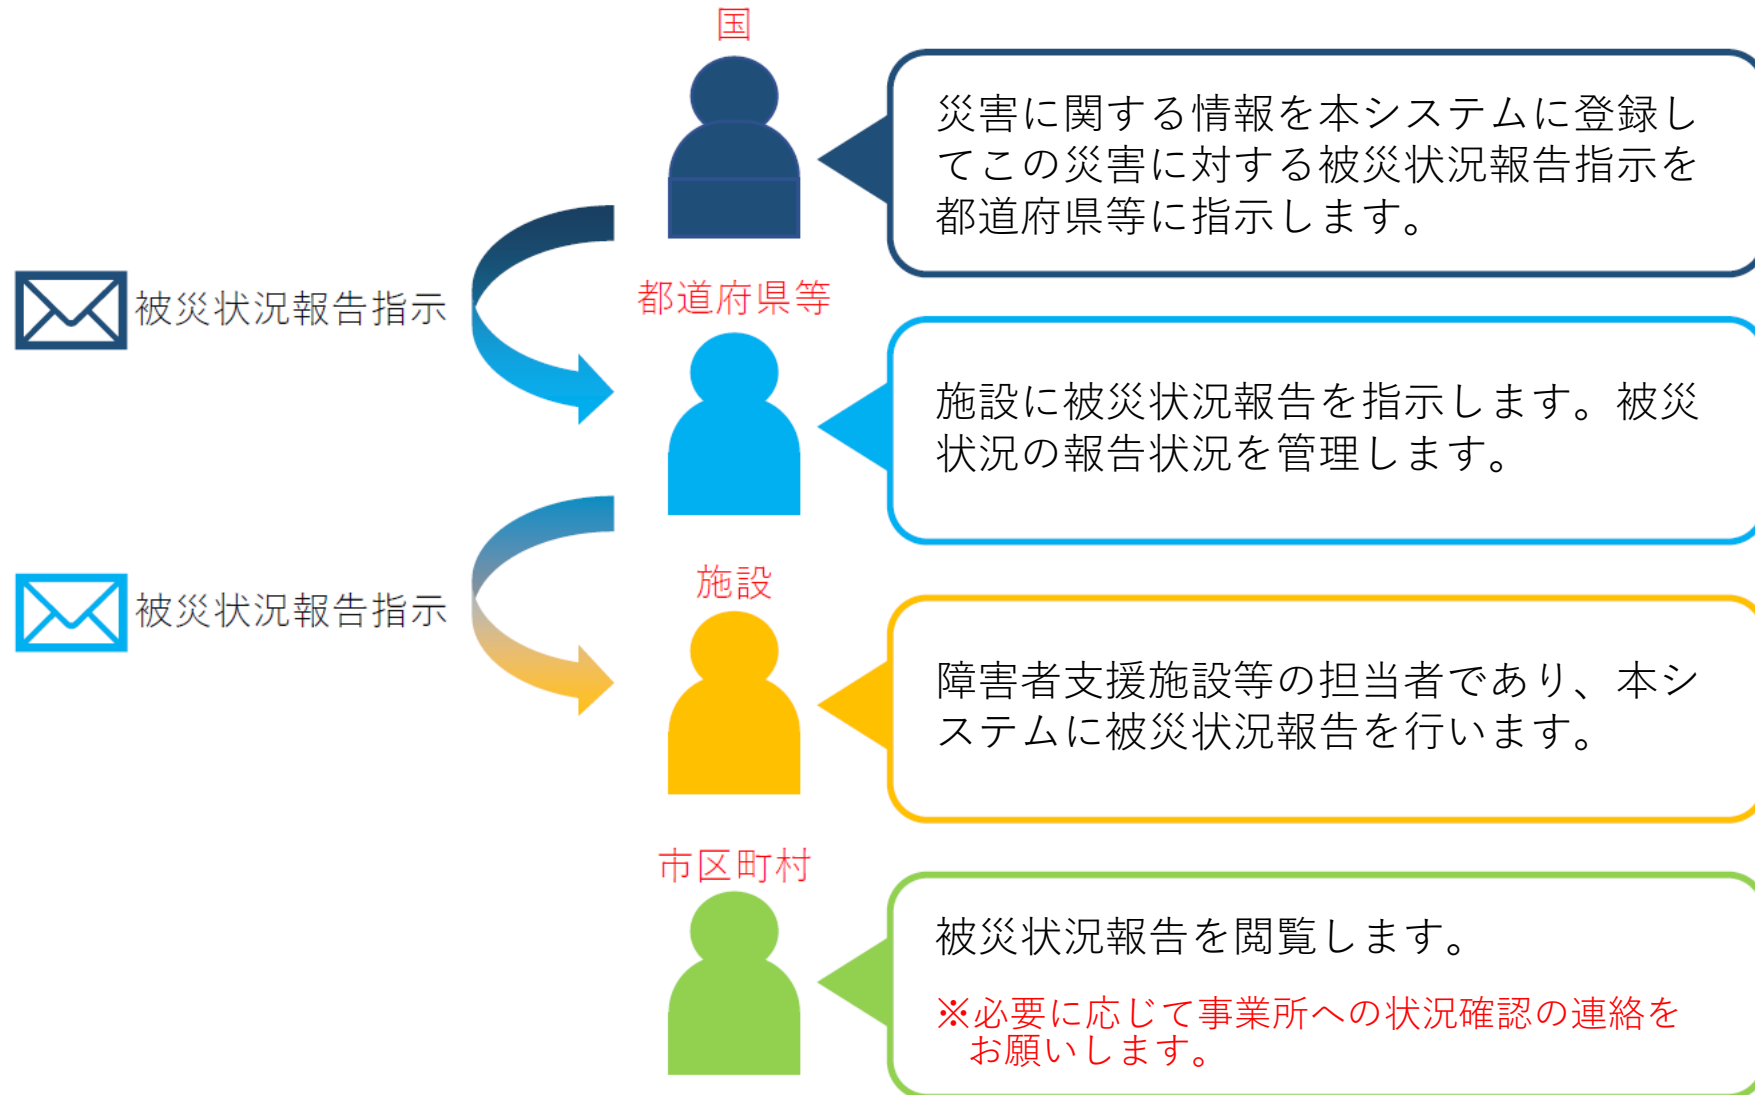 国
災害に関する情報を本システムに登録し
てこの災害に対する被災状況報告指示を
都道府県等に指示します。
被災状況報告指示
都道府県等
施設に被災状況報告を指示します。被災
状況の報告状況を管理します。
被災状況報告指示
施設
障害者支援施設等の担当者であり、本シ
ステムに被災状況報告を行います。
市区町村
被災状況報告を閲覧します。
※必要に応じて事業所への状況確認の連絡を
お願いします。